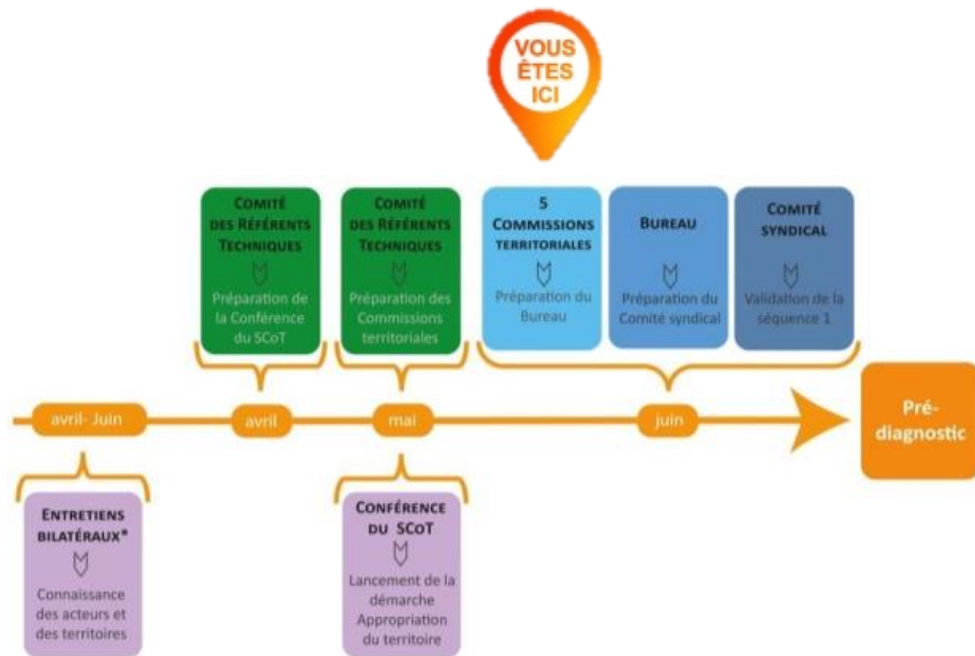 VOUS
ÊTES
ICI
COMITÉ
DES RÉFÉRENTS
TECHNIQUES
Préparation de
la Conférence
du SCoT
COMITÉ
DES RÉFÉRENTS
TECHNIQUES
Préparation des
Commissions
territoriales
5
COMMISSIONS
TERRITORIALES
Préparation du
Bureau
BUREAU
Préparation du
Comité syndical
COMITÉ
SYNDICAL
Validation de la
séquence 1
avril- Juin
avril
mai
juin
Pré-
diagnostic
ENTRETIENS
BILATÉRAUX*
Connaissance
des acteurs et
des territoires
CONFÉRENCE
DU SCOT
Lancement de la
démarche
Appropriation
du territoire